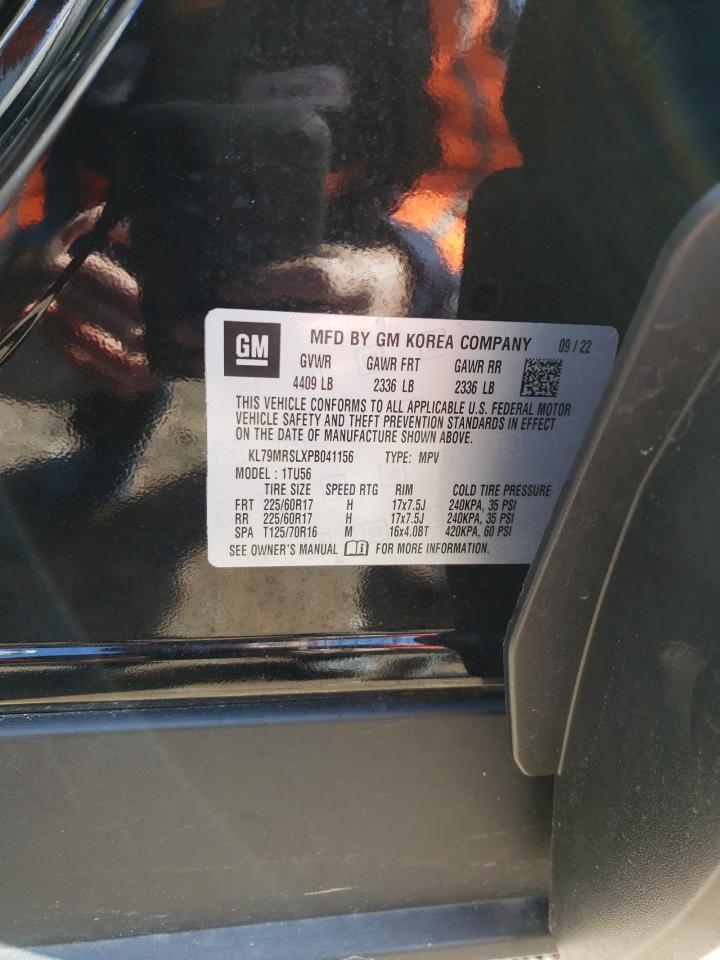 GM MFD BY GM KOREA COMPANY 09 / 22
GVWR GAWR FRT GAWR RR
4409 LB 2336 LB 2336 LB
THIS VEHICLE CONFORMS TO ALL APPLICABLE U.S. FEDERAL MOTOR
VEHICLE SAFETY AND THEFT PREVENTION STANDARDS IN EFFECT
ON THE DATE OF MANUFACTURE SHOWN ABOVE.
KL79MRSLXPB041156 TYPE: MPV
MODEL : 1TU56
TIRE SIZE SPEED RTG RIM COLD TIRE PRESSURE
FRT 225/60R17 H 17x7.5J 240KPA, 35 PSI
RR 225/60R17 H 17x7.5J 240KPA, 35 PSI
SPA T125/70R16 M 16x4.0BT 420KPA, 60 PSI
SEE OWNER'S MANUAL FOR MORE INFORMATION.